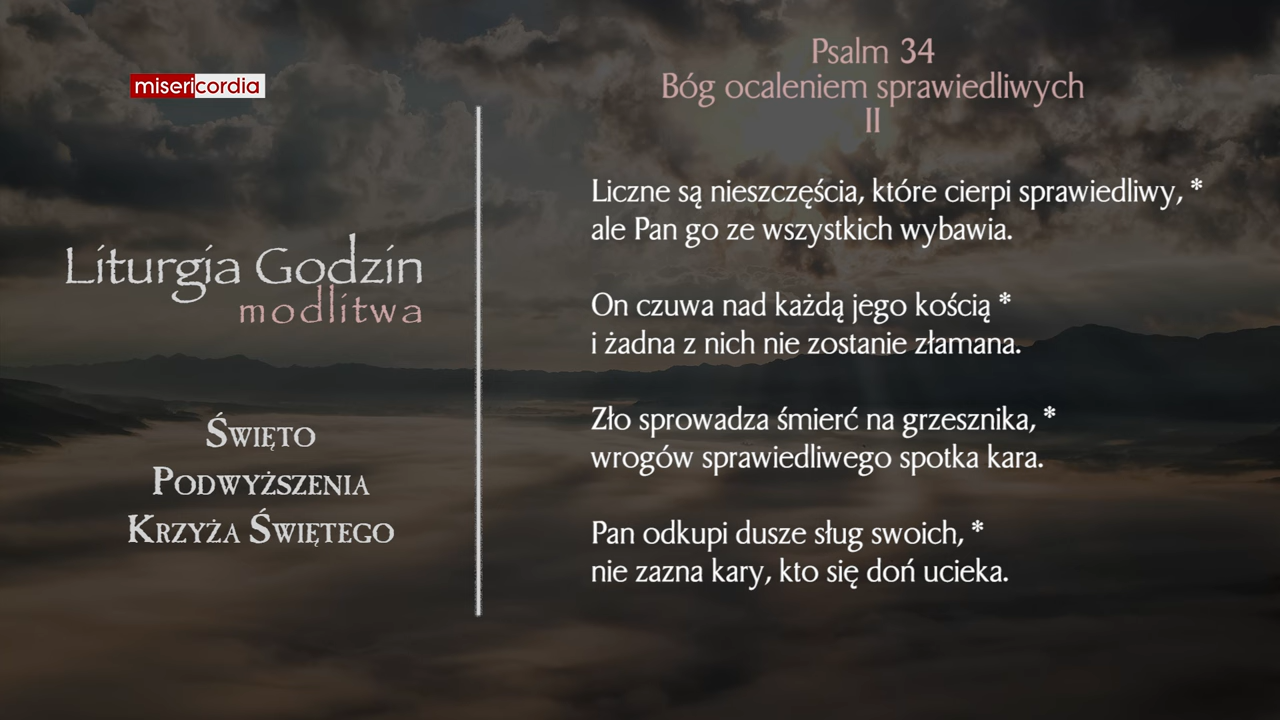 misericordia
Liturgia Godzin
modlitwa
Święto
Podwyższenia
Krzyża Świętego
Psalm 34
Bóg ocaleniem sprawiedliwych
II
Liczne są nieszczęścia, które cierpi sprawiedliwy, *
ale Pan go ze wszystkich wybawia.
On czuwa nad każdą jego kością *
i żadna z nich nie zostanie złamana.
Zło sprowadza śmierć na grzesznika, *
wrogów sprawiedliwego spotka kara.
Pan odkupi dusze sług swoich, *
nie zazna kary, kto się doń ucieka.